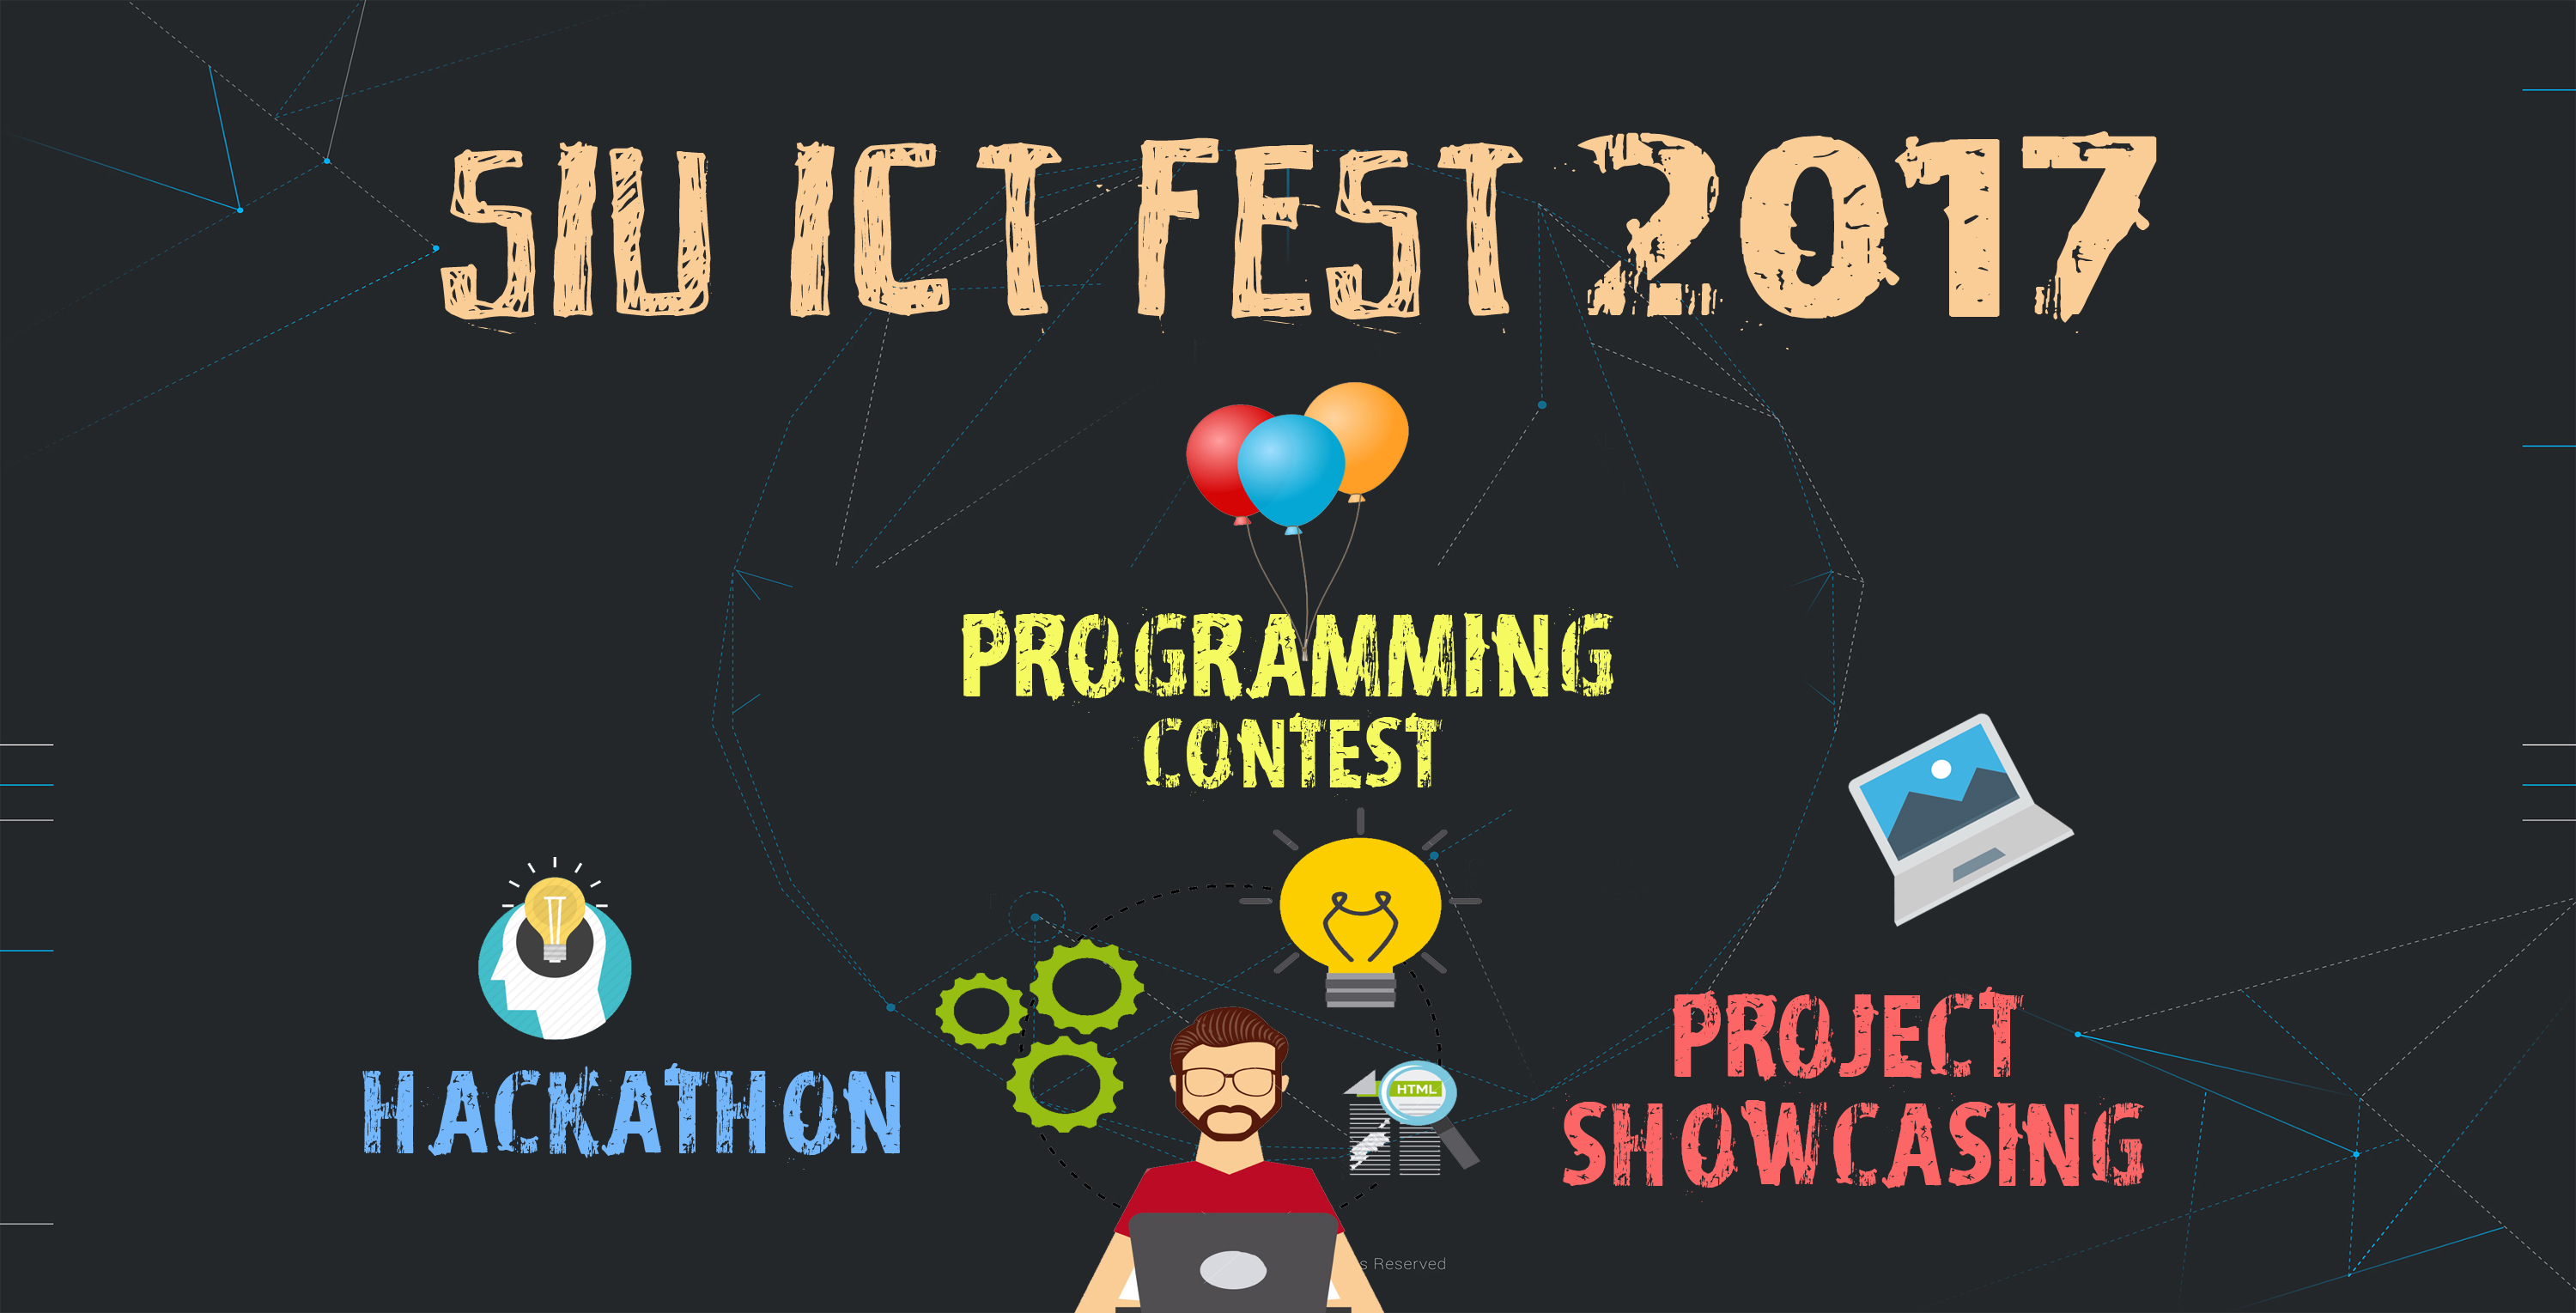 SIU ICT FEST 2017
PROGRAMMING
CONTEST
HACKATHON
HTML
PROJECT
SHOWCASING
Reserved